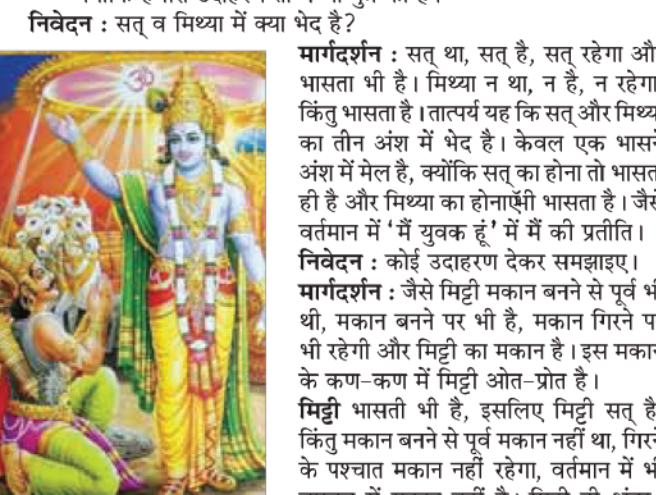 निवेदन : सत् व मिथ्या में क्या भेद है?
मार्गदर्शन : सत् था, सत् है, सत् रहेगा औ
भासता भी है। मिथ्या न था, न है, न रहेगा
किंतु भासता है। तात्पर्य यह कि सत् और मिथ्य
का तीन अंश में भेद है। केवल एक भासन
अंश में मेल है, क्योंकि सत् का होना तो भासत
ही है और मिथ्या का होना भी भासता है। जैसे
वर्तमान में 'मैं युवक हूं' में मैं की प्रतीति।
निवेदन : कोई उदाहरण देकर समझाइए।
मार्गदर्शन : जैसे मिट्टी मकान बनने से पूर्व भ
थी, मकान बनने पर भी है, मकान गिरने प
भी रहेगी और मिट्टी का मकान है। इस मकान
के कण-कण में मिट्टी ओत-प्रोत है।
मिट्टी भासती भी है, इसलिए मिट्टी सत् है
किंतु मकान बनने से पूर्व मकान नहीं था, गिरने
के पश्चात मकान नहीं रहेगा, वर्तमान में भ
ॐ